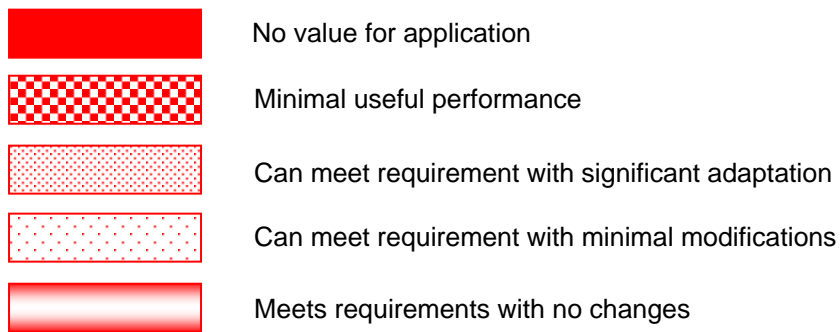 No value for application
Minimal useful performance
Can meet requirement with significant adaptation
Can meet requirement with minimal modifications
Meets requirements with no changes